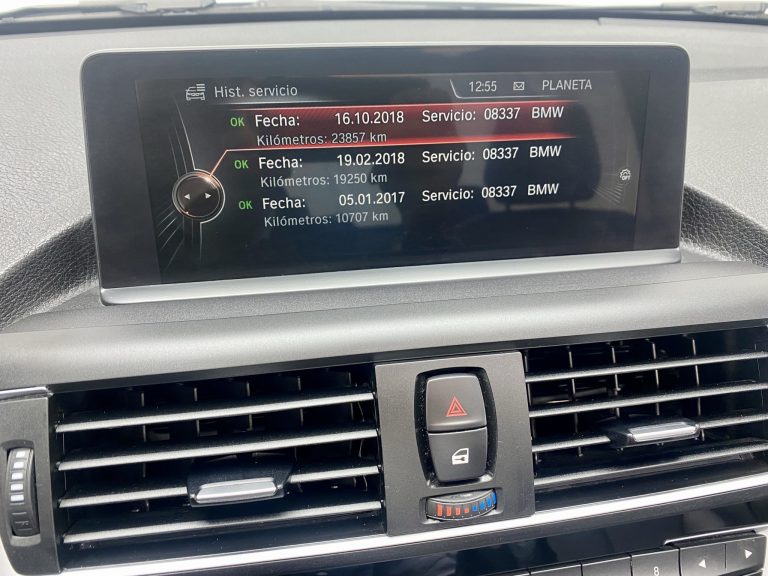 Hist. servicio 12:55 PLANETA
OK Fecha: 16.10.2018 Servicio: 08337 BMW
Kilómetros: 23857 km
OK Fecha: 19.02.2018 Servicio: 08337 BMW
Kilómetros: 19250 km
OK Fecha: 05.01.2017 Servicio: 08337 BMW
Kilómetros: 10707 km
OFF
8